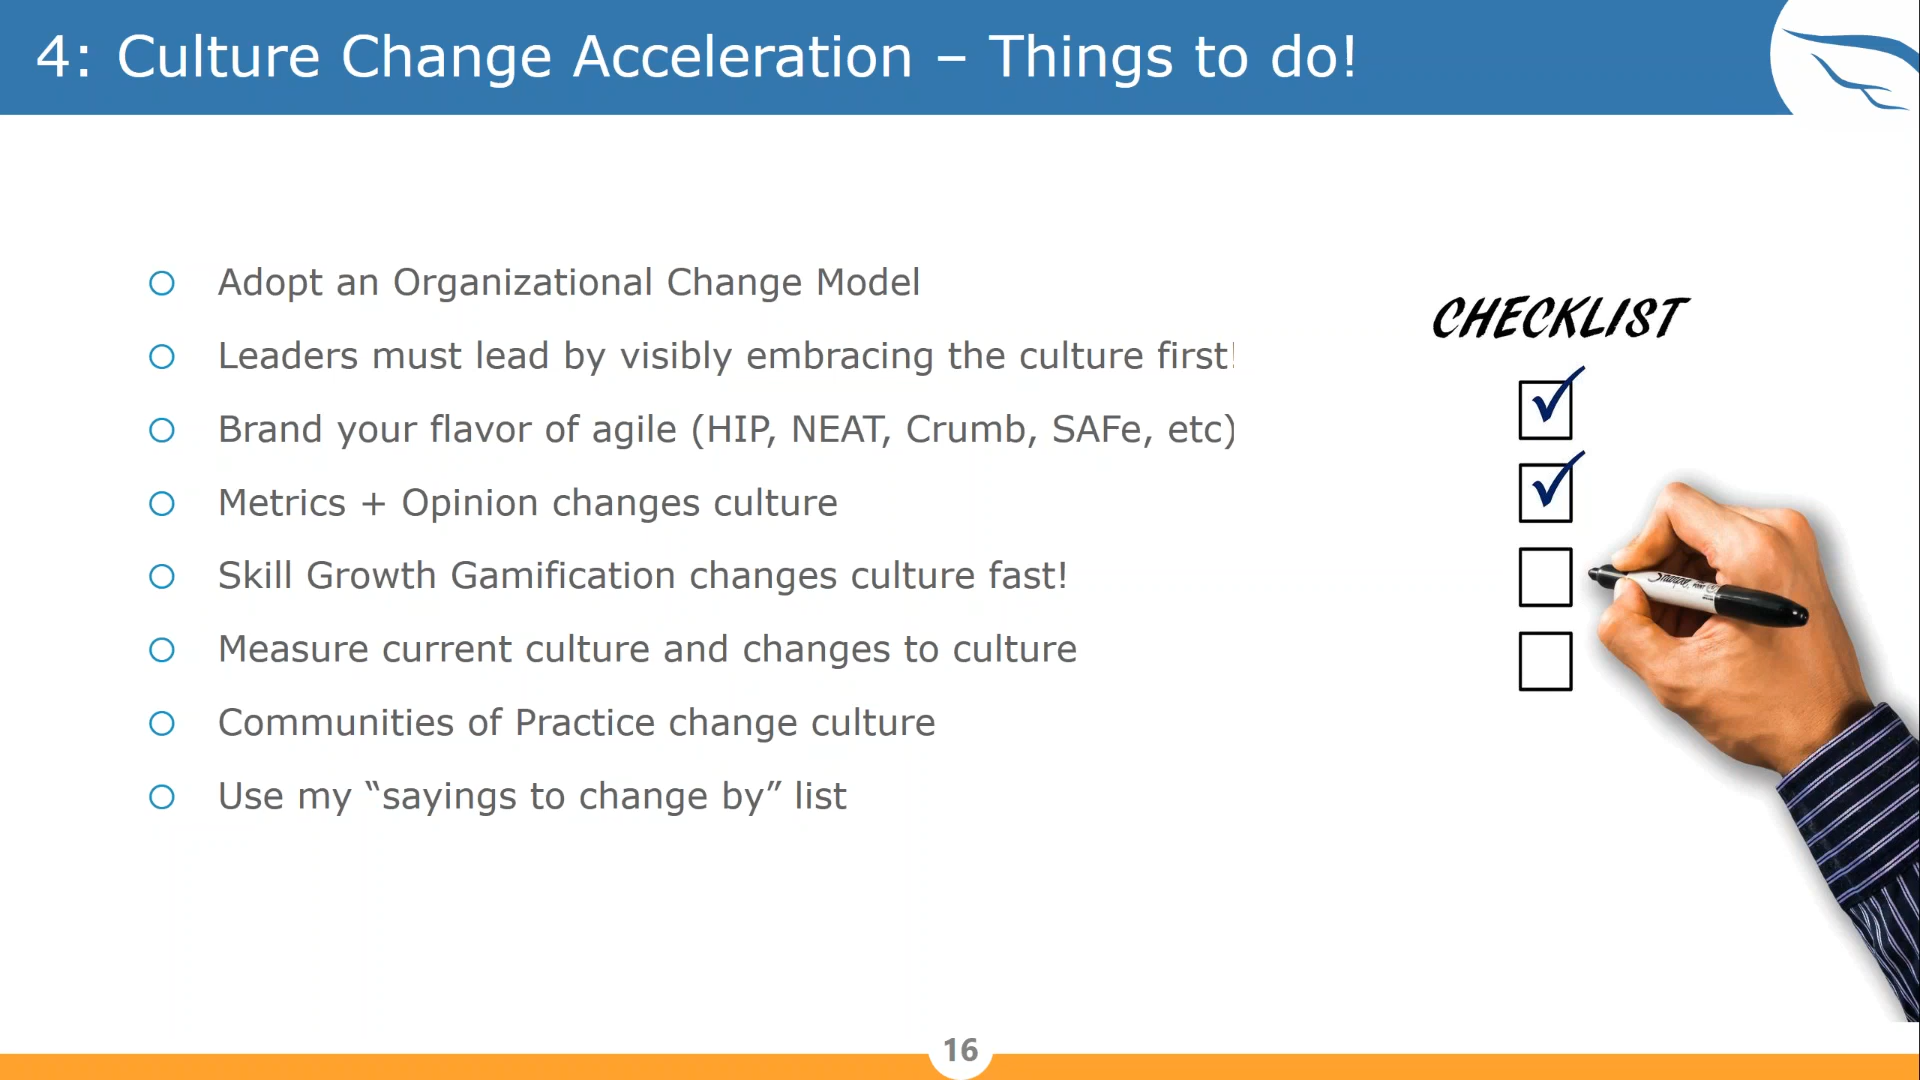 4: Culture Change Acceleration – Things to do!
Adopt an Organizational Change Model
Leaders must lead by visibly embracing the culture first!
Brand your flavor of agile (HIP, NEAT, Crumb, SAFe, etc)
Metrics + Opinion changes culture
Skill Growth Gamification changes culture fast!
Measure current culture and changes to culture
Communities of Practice change culture
Use my “sayings to change by” list
CHECKLIST
Sharpie
16